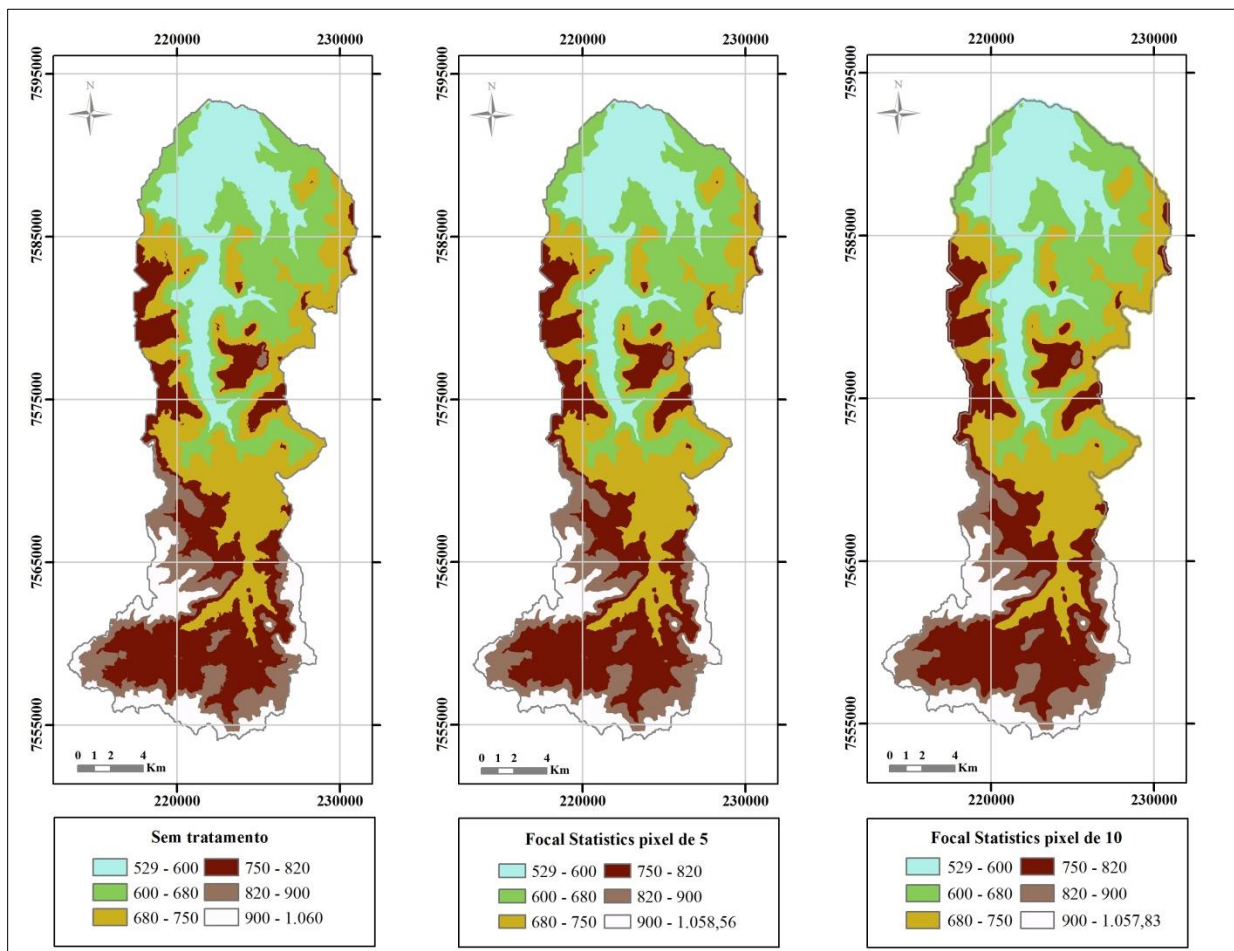 220000 230000
220000 230000
220000 230000
7595000
7585000
7575000
7565000
7555000
N
0 1 2 4
Km
220000 230000
7595000
7585000
7575000
7565000
7555000
N
0 1 2 4
Km
220000 230000
7595000
7585000
7575000
7565000
7555000
N
0 1 2 4
Km
220000 230000
Sem tratamento
529 - 600 750 - 820
600 - 680 820 - 900
680 - 750 900 - 1.060
Focal Statistics pixel de 5
529 - 600 750 - 820
600 - 680 820 - 900
680 - 750 900 - 1.058,56
Focal Statistics pixel de 10
529 - 600 750 - 820
600 - 680 820 - 900
680 - 750 900 - 1.057,83